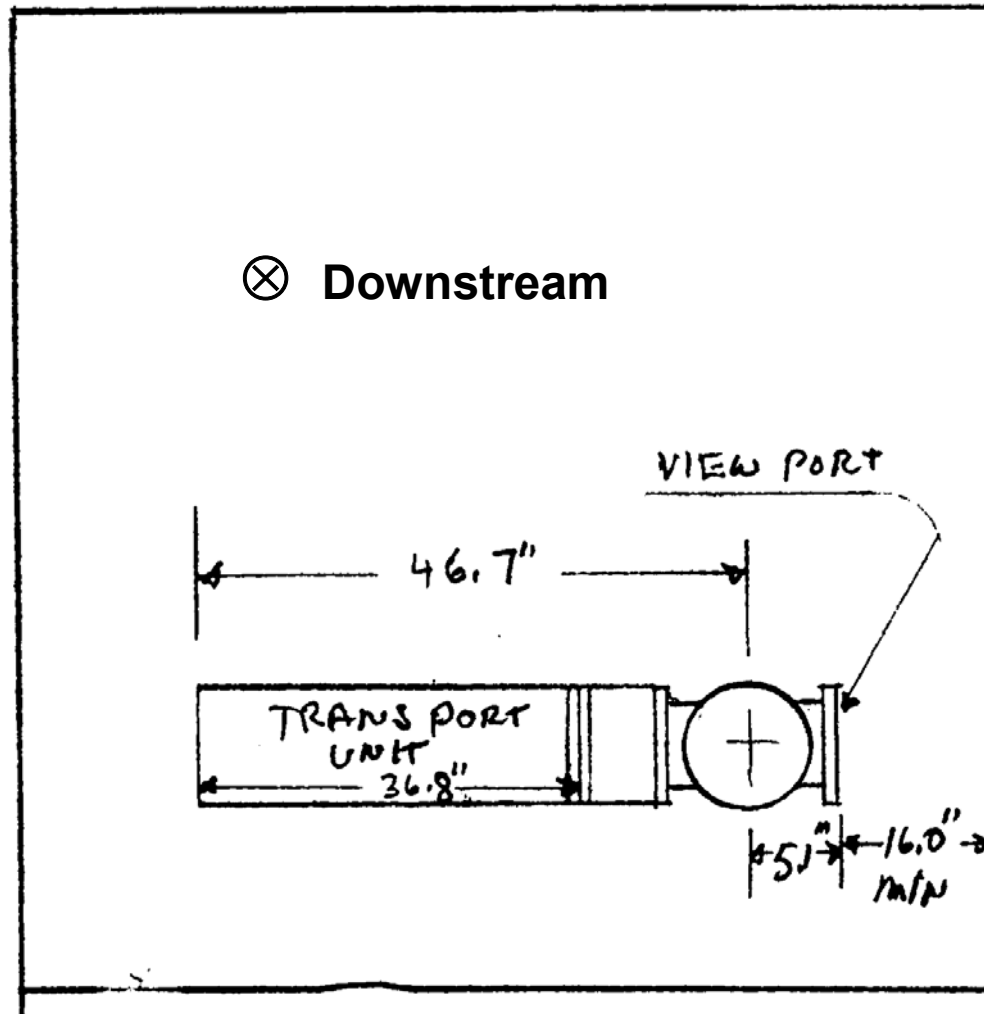 Downstream
VIEW PORT
46.7"
TRANSPORT
UNIT
36.8"
5.1"
16.0"
MIN